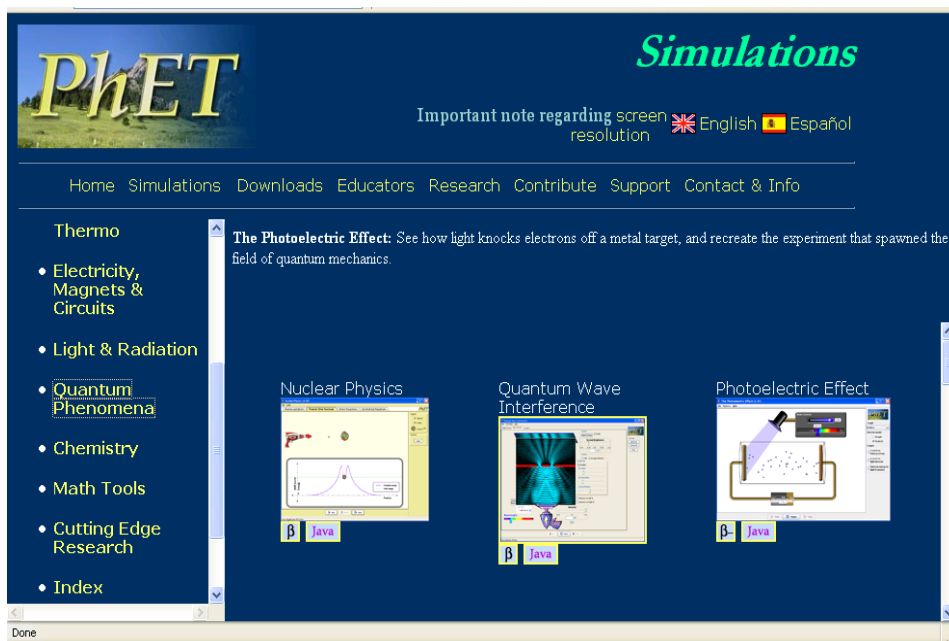 PhET
Simulations
Important note regarding screen
resolution
English
Español
Home Simulations Downloads Educators Research Contribute Support Contact & Info
Thermo
• Electricity,
Magnets &
Circuits
• Light & Radiation
• Quantum
Phenomena
• Chemistry
• Math Tools
• Cutting Edge
Research
• Index
The Photoelectric Effect: See how light knocks electrons off a metal target, and recreate the experiment that spawned the
field of quantum mechanics.
Nuclear Physics
β Java
Quantum Wave
Interference
β Java
Photoelectric Effect
β– Java
Done